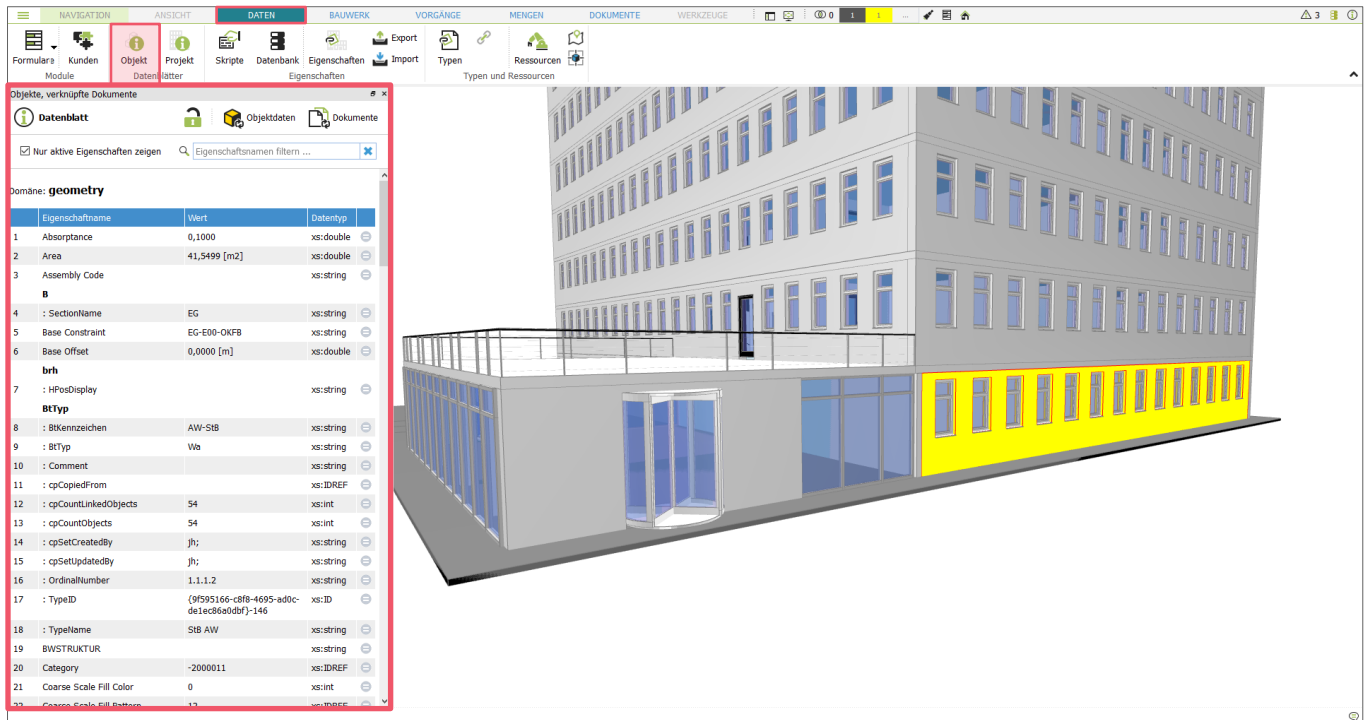 NAVIGATION ANSICHT DATEN BAUWERK VORGÄNGE MENGEN DOKUMENTE WERKZEUGE 0 1 1 ... 3
Formulare Kunden Objekt Projekt Skripte Datenbank Eigenschaften Export Import Typen Ressourcen
Module Datenblätter Eigenschaften Typen und Ressourcen
Objekte, verknüpfte Dokumente
Datenblatt Objektdaten Dokumente
Nur aktive Eigenschaften zeigen Eigenschaftsnamen filtern ...
Domäne: geometry
Eigenschaftname Wert Datentyp
1 Absorptance 0,1000 xs:double
2 Area 41,5499 [m2] xs:double
3 Assembly Code xs:string
B
4 : SectionName EG xs:string
5 Base Constraint EG-E00-OKFB xs:string
6 Base Offset 0,0000 [m] xs:double
brh
7 : HPosDisplay xs:string
BtTyp
8 : BtKennzeichen AW-StB xs:string
9 : BtTyp Wa xs:string
10 : Comment xs:string
11 : cpCopiedFrom xs:IDREF
12 : cpCountLinkedObjects 54 xs:int
13 : cpCountObjects 54 xs:int
14 : cpSetCreatedBy jh; xs:string
15 : cpSetUpdatedBy jh; xs:string
16 : OrdinalNumber 1.1.1.2 xs:string
17 : TypeID {9f595166-c8f8-4695-ad0c- xs:ID
de1ec86a0dbf}-146
18 : TypeName StB AW xs:string
19 BWSTRUKTUR xs:string
20 Category -2000011 xs:IDREF
21 Coarse Scale Fill Color 0 xs:int
22 Coarse Scale Fill Pattern 12 xs:IDREF